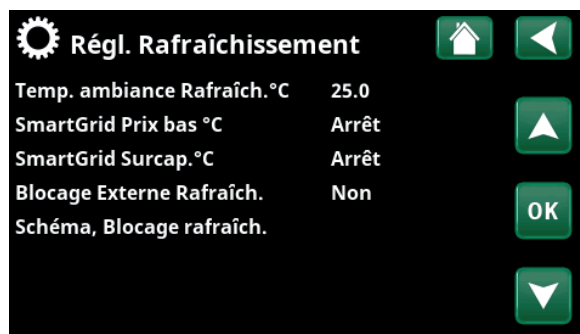 Régl. Rafraîchissement
Temp. ambiance Rafraîch.°C 25.0
SmartGrid Prix bas °C Arrêt
SmartGrid Surcap.°C Arrêt
Blocage Externe Rafraîch. Non
Schéma, Blocage rafraîch.
OK